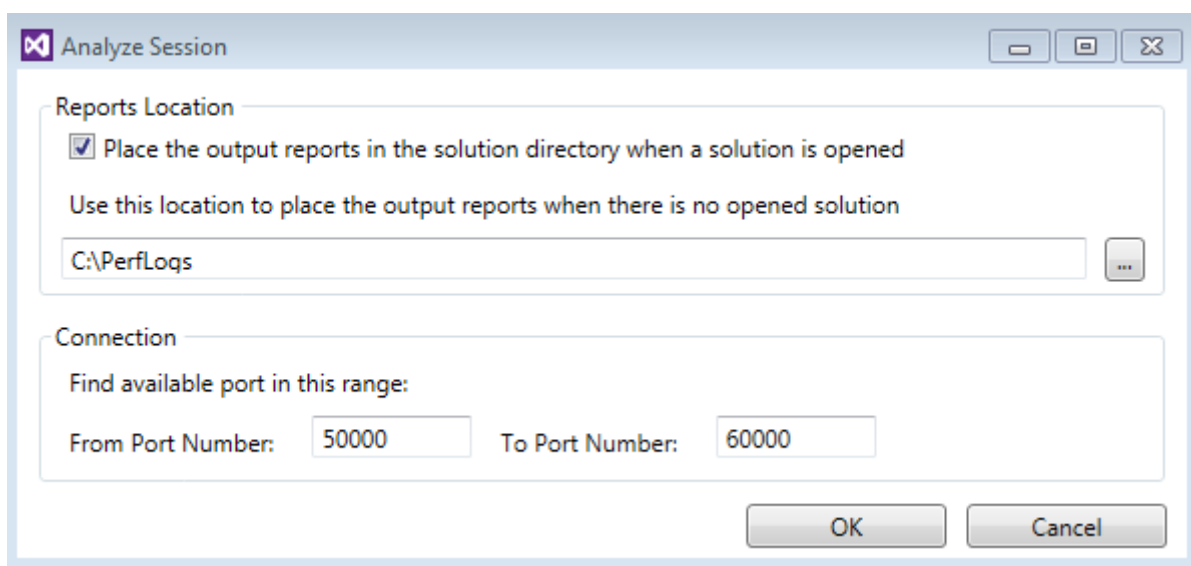 Analyze Session
Reports Location
Place the output reports in the solution directory when a solution is opened
Use this location to place the output reports when there is no opened solution
C:\PerfLogs
...
Connection
Find available port in this range:
From Port Number: 50000 To Port Number: 60000
OK Cancel